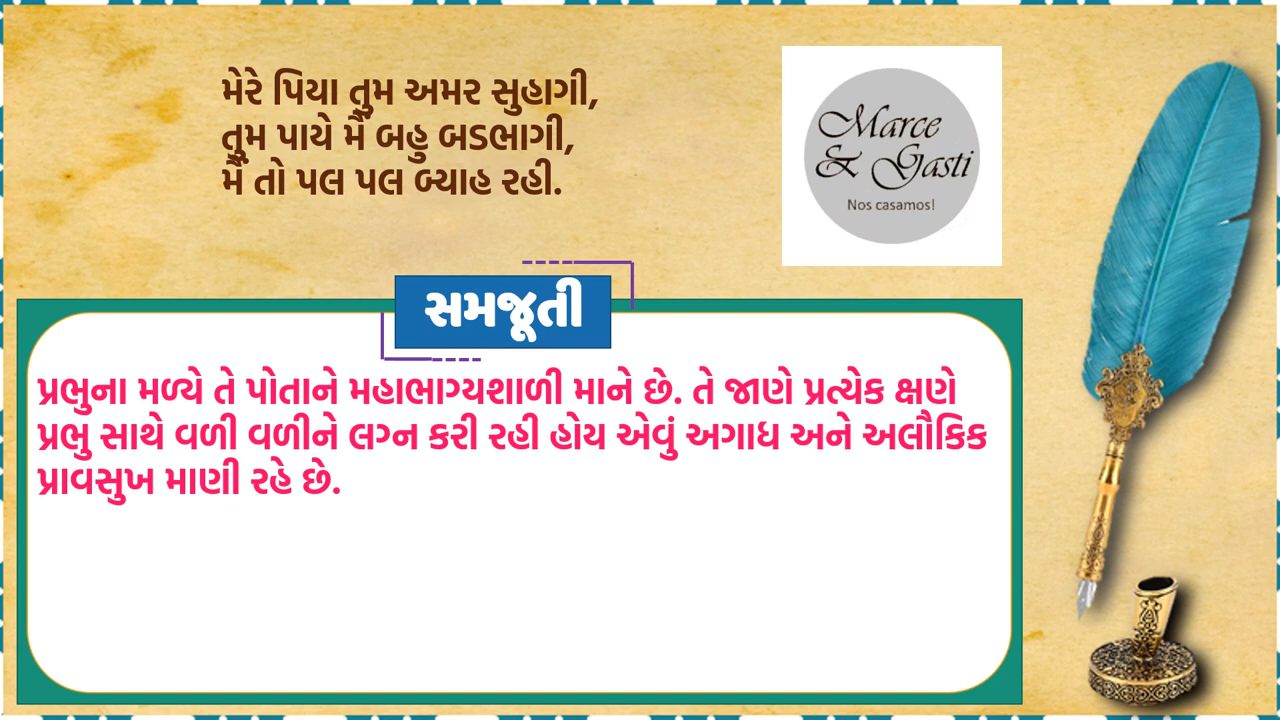 મેરે પિયા તુમ અમર સુહાગી,
તુમ પાયે મૈં બહુ બડભાગી,
મૈં તો પલ પલ બ્યાહ રહી.
Marce
& Gasti
Nos casamos!
સમજૂતી
પ્રભુના મળ્યે તે પોતાને મહાભાગ્યશાળી માને છે. તે જાણે પ્રત્યેક ક્ષણે
પ્રભુ સાથે વળી વળીને લગ્ન કરી રહી હોય એવું અગાધ અને અલૌકિક
પ્રાવસુખ માણી રહે છે.